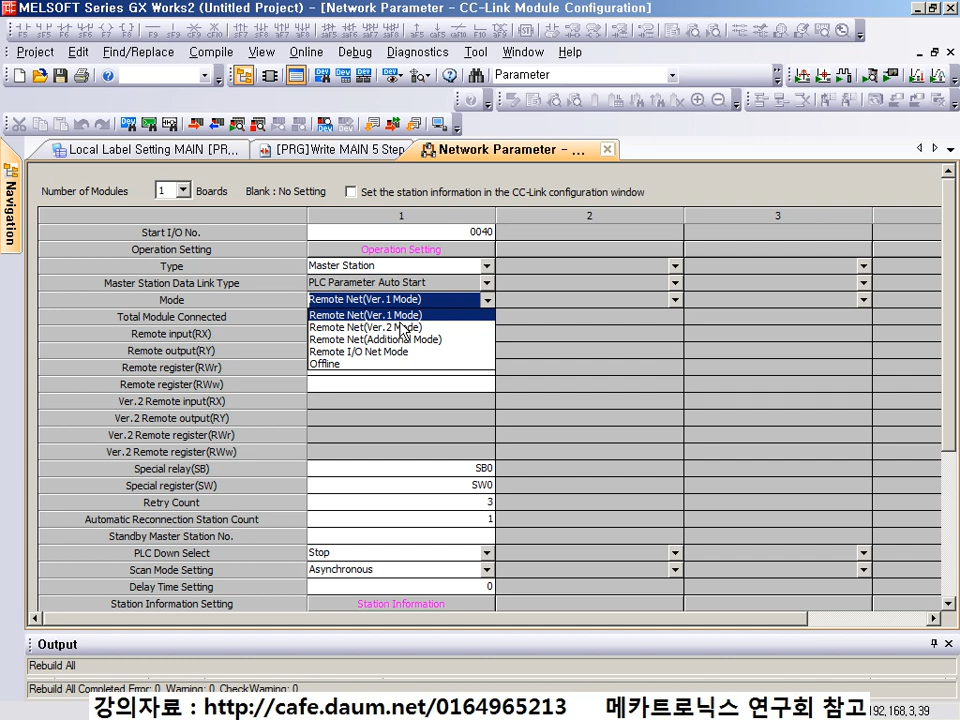 MELSOFT Series GX Works2 (Untitled Project) - [Network Parameter - CC-Link Module Configuration]
Project Edit Find/Replace Compile View Online Debug Diagnostics Tool Window Help
Parameter
Local Label Setting MAIN [PR... [PRG]Write MAIN 5 Step Network Parameter - ...
Navigation
Number of Modules 1 Boards Blank : No Setting Set the station information in the CC-Link configuration window
1 2 3
Start I/O No. 0040
Operation Setting Operation Setting
Type Master Station
Master Station Data Link Type PLC Parameter Auto Start
Mode Remote Net(Ver.1 Mode)
Remote Net(Ver.1 Mode)
Remote Net(Ver.2 Mode)
Remote Net(Additional Mode)
Remote I/O Net Mode
Offline
Total Module Connected
Remote input(RX)
Remote output(RY)
Remote register(RWr)
Remote register(RWw)
Ver.2 Remote input(RX)
Ver.2 Remote output(RY)
Ver.2 Remote register(RWr)
Ver.2 Remote register(RWw)
Special relay(SB) SB0
Special register(SW) SW0
Retry Count 3
Automatic Reconnection Station Count 1
Standby Master Station No.
PLC Down Select Stop
Scan Mode Setting Asynchronous
Delay Time Setting 0
Station Information Setting Station Information
Output
Rebuild All
Rebuild All Completed Error: 0, Warning: 0, CheckWarning: 0
강의자료 : http://cafe.daum.net/0164965213 메카트로닉스 연구회 참고
192,168,3,39